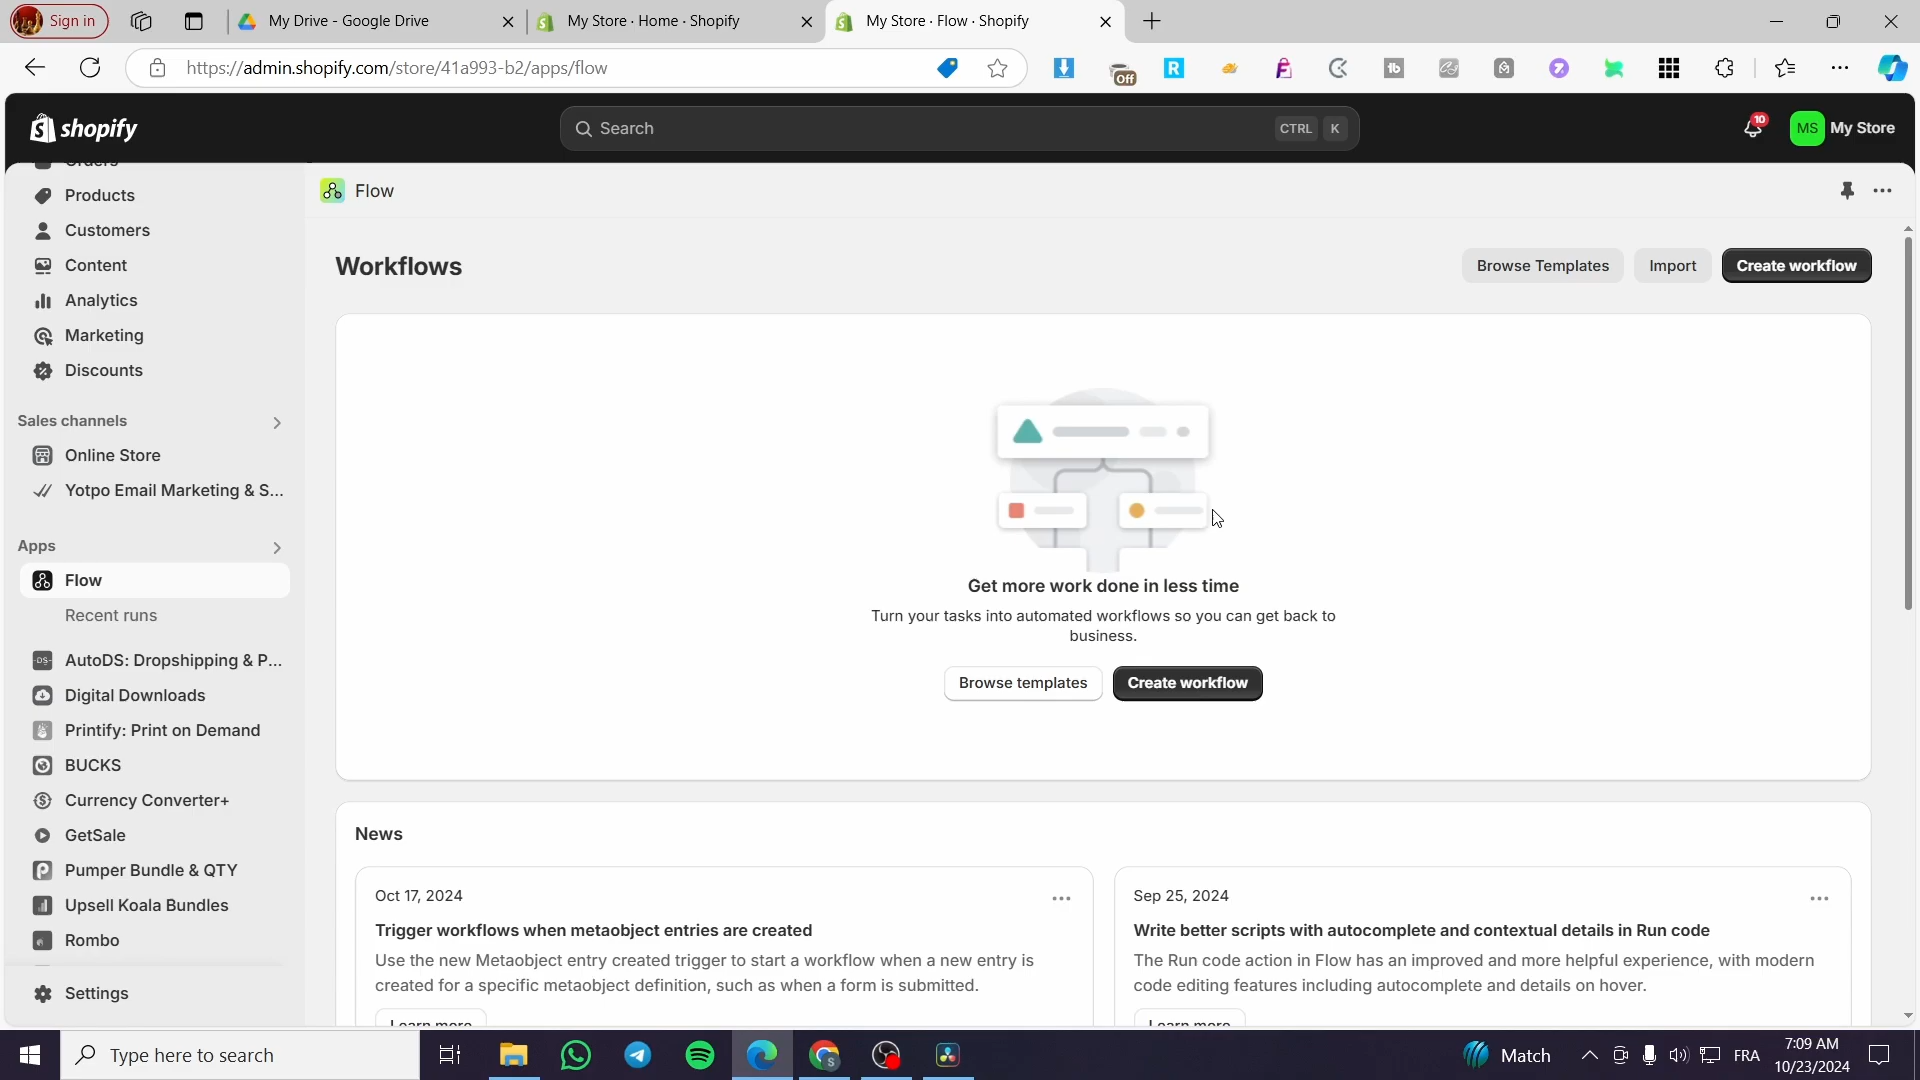 Sign in
My Drive - Google Drive
My Store · Home · Shopify
My Store · Flow · Shopify
https://admin.shopify.com/store/41a993-b2/apps/flow
Off
R
tb
shopify
Search
CTRL K
10
MS My Store
Orders
Products
Customers
Content
Analytics
Marketing
Discounts
Sales channels
Online Store
Yotpo Email Marketing & S...
Apps
Flow
Recent runs
AutoDS: Dropshipping & P...
Digital Downloads
Printify: Print on Demand
BUCKS
Currency Converter+
GetSale
Pumper Bundle & QTY
Upsell Koala Bundles
Rombo
Settings
Flow
Workflows
Browse Templates
Import
Create workflow
Get more work done in less time
Turn your tasks into automated workflows so you can get back to
business.
Browse templates
Create workflow
News
Oct 17, 2024
Trigger workflows when metaobject entries are created
Use the new Metaobject entry created trigger to start a workflow when a new entry is
created for a specific metaobject definition, such as when a form is submitted.
Learn more
Sep 25, 2024
Write better scripts with autocomplete and contextual details in Run code
The Run code action in Flow has an improved and more helpful experience, with modern
code editing features including autocomplete and details on hover.
Learn more
Type here to search
Match
FRA
7:09 AM
10/23/2024